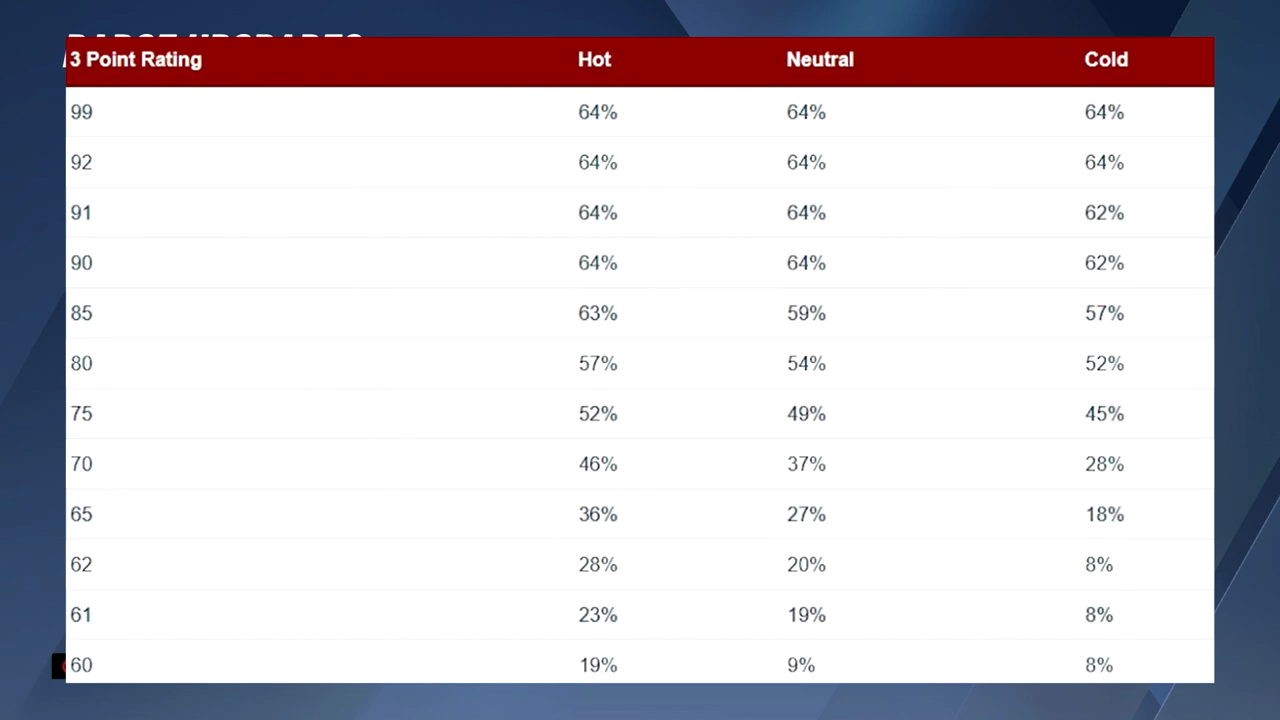 3 Point Rating Hot Neutral Cold
99 64% 64% 64%
92 64% 64% 64%
91 64% 64% 62%
90 64% 64% 62%
85 63% 59% 57%
80 57% 54% 52%
75 52% 49% 45%
70 46% 37% 28%
65 36% 27% 18%
62 28% 20% 8%
61 23% 19% 8%
60 19% 9% 8%